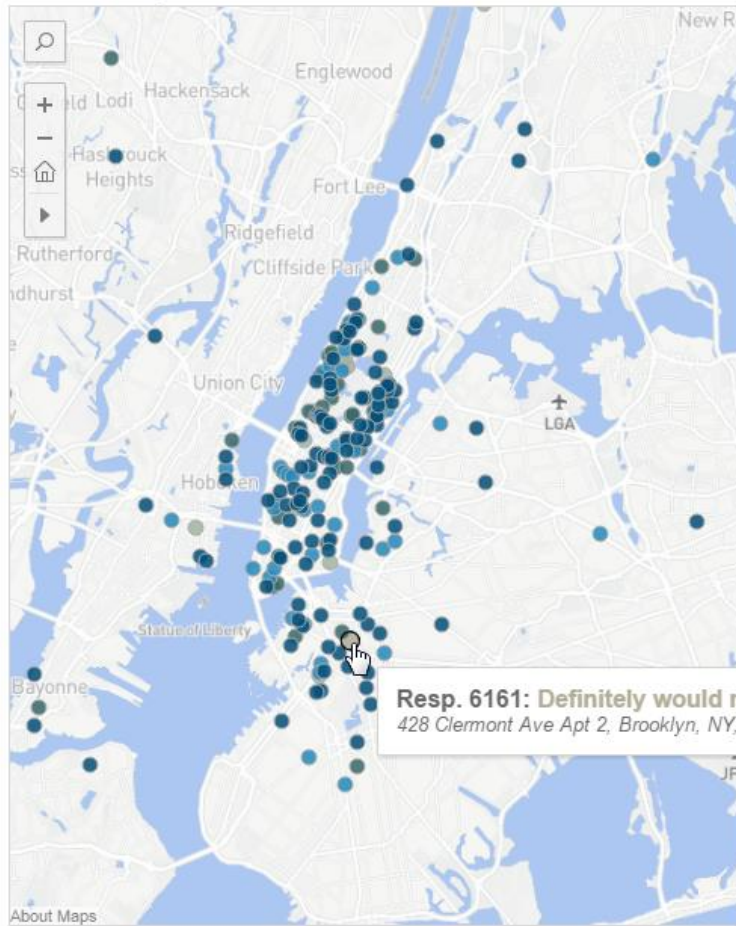 New R
Englewood
Hackensack
Lodi
Hasbrouck
Heights
Fort Lee
Ridgefield
Rutherford
Cliffside Park
ndhurst
Union City
LGA
Hoboken
Statue of Liberty
Bayonne
Resp. 6161: Definitely would r
428 Clermont Ave Apt 2, Brooklyn, NY,
JF
About Maps